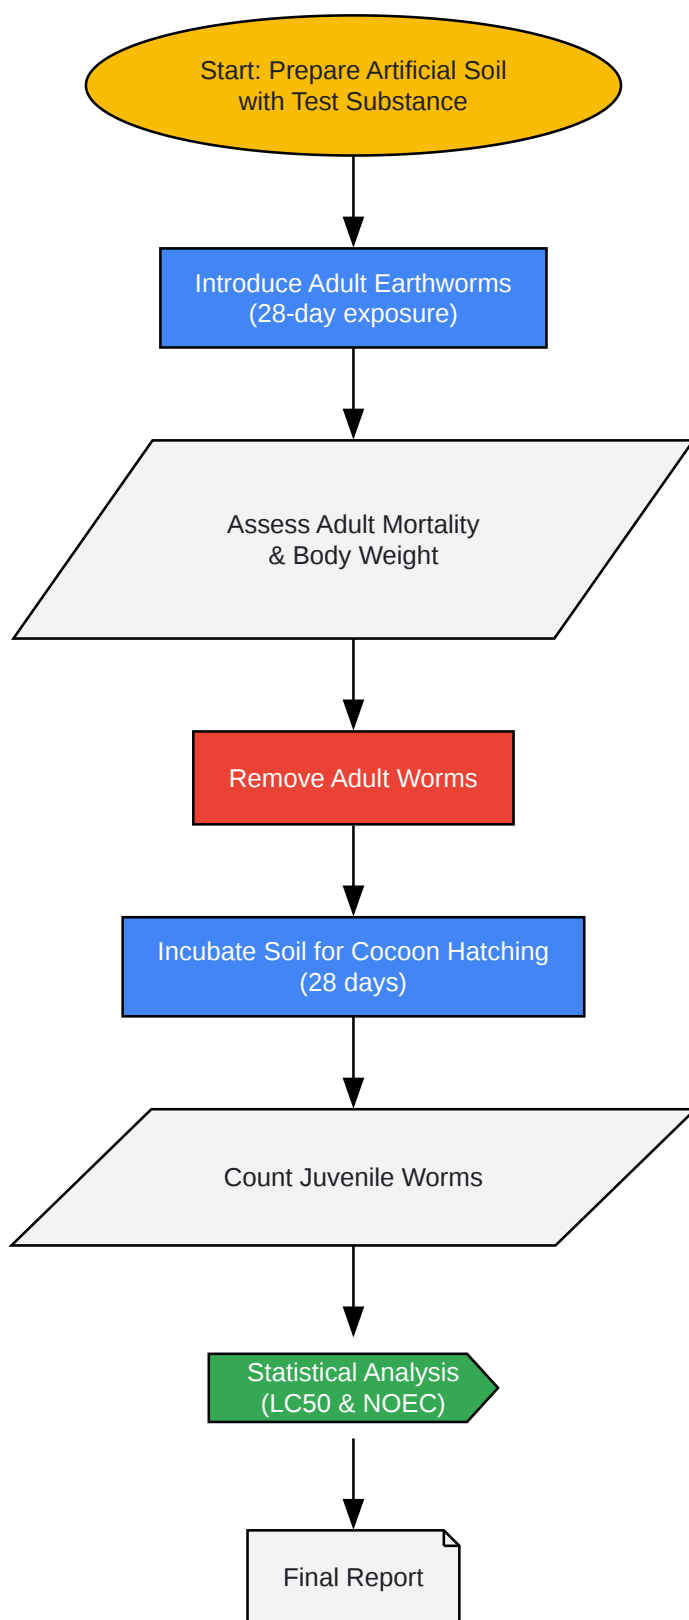 Start: Prepare Artificial Soil
with Test Substance
Introduce Adult Earthworms
(28-day exposure)
Assess Adult Mortality
& Body Weight
Remove Adult Worms
Incubate Soil for Cocoon Hatching
(28 days)
Count Juvenile Worms
Statistical Analysis
(LC50 & NOEC)
Final Report